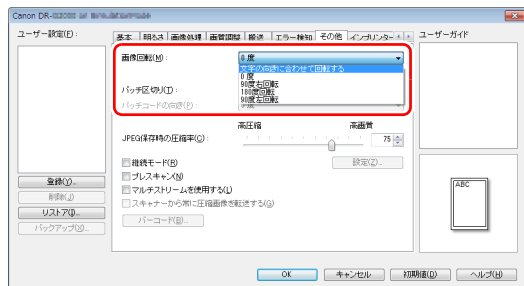 Canon DR-
ユーザー設定(F):
基本 明るさ 画像処理 画質調整 搬送 エラー検知 その他 インプリンター
ユーザーガイド
画像回転(M):
0 度
文字の向きに合わせて回転する
0 度
90度右回転
180度回転
90度左回転
バッチ区切り(T):
バッチコードの向き(P):
高圧縮 高画質
JPEG保存時の圧縮率(C): 75
継続モード(R) 設定(Z)...
プレスキャン(N)
マルチストリームを使用する(L)
スキャナーから常に圧縮画像を転送する(G)
バーコード(B)...
登録(Y)...
削除(J)
リストア(I)...
バックアップ(X)...
ABC
OK キャンセル 初期値(D) ヘルプ(H)